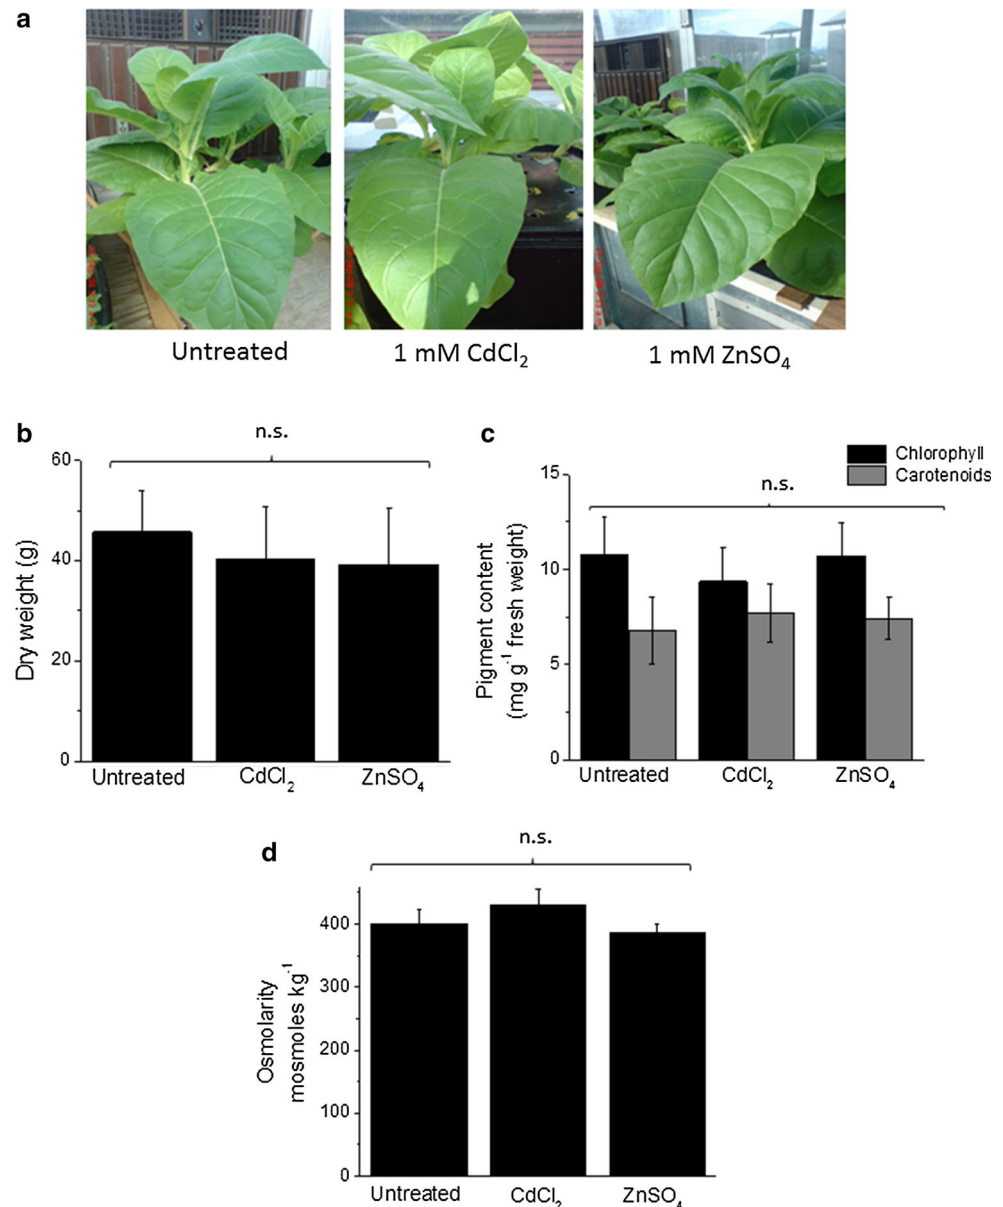 a
Untreated
1 mM CdCl₂
1 mM ZnSO₄
b
n.s.
Dry weight (g)
60
40
20
0
Untreated
CdCl₂
ZnSO₄
c
Chlorophyll
Carotenoids
n.s.
Pigment content
(mg g⁻¹ fresh weight)
15
10
5
0
Untreated
CdCl₂
ZnSO₄
d
n.s.
Osmolarity
mosmoles kg⁻¹
400
300
200
100
0
Untreated
CdCl₂
ZnSO₄